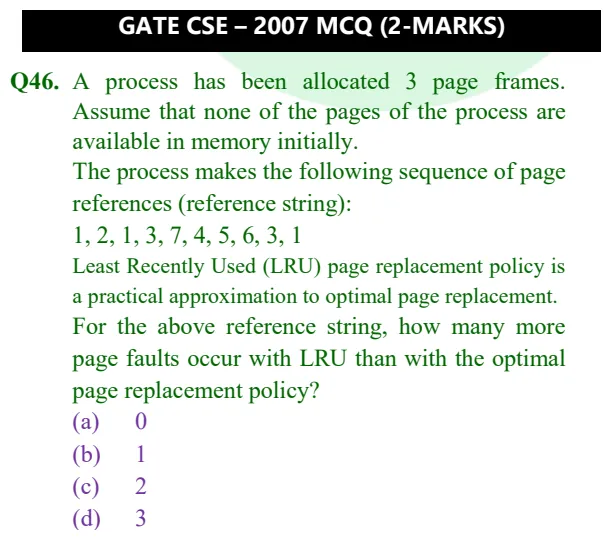 GATE CSE – 2007 MCQ (2-MARKS)
Q46. A process has been allocated 3 page frames.
Assume that none of the pages of the process are
available in memory initially.
The process makes the following sequence of page
references (reference string):
1, 2, 1, 3, 7, 4, 5, 6, 3, 1
Least Recently Used (LRU) page replacement policy is
a practical approximation to optimal page replacement.
For the above reference string, how many more
page faults occur with LRU than with the optimal
page replacement policy?
(a) 0
(b) 1
(c) 2
(d) 3